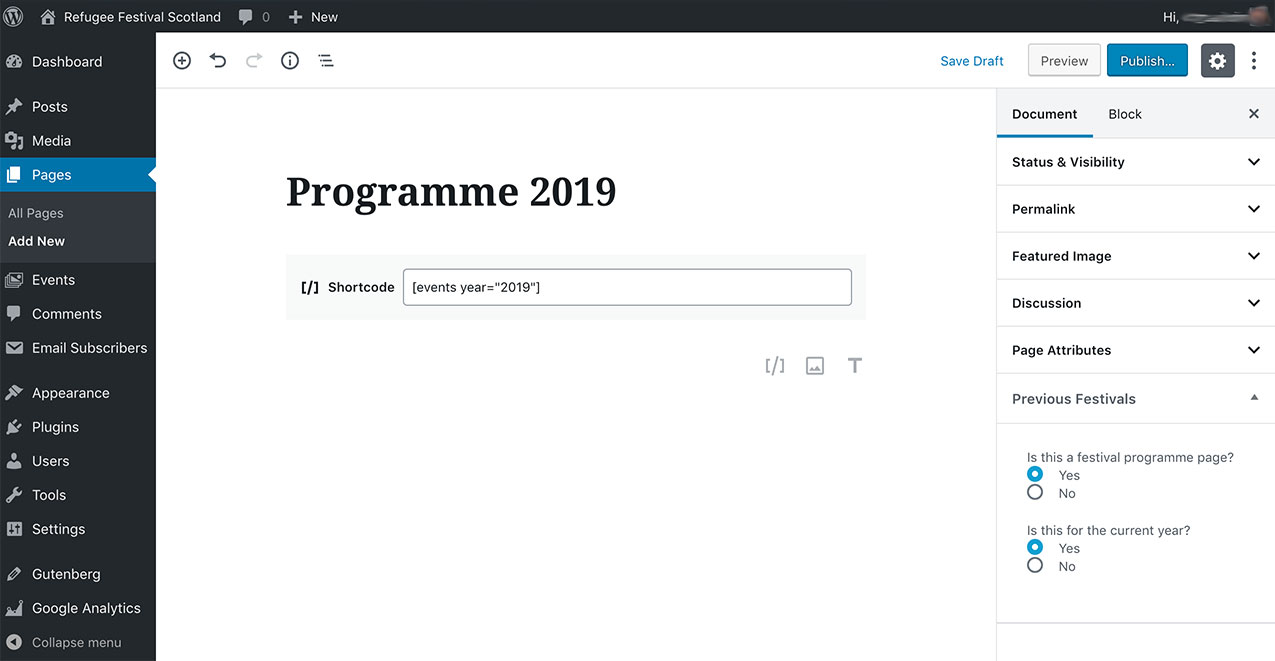 Refugee Festival Scotland 0 New Hi,
Dashboard
Posts
Media
Pages
All Pages
Add New
Events
Comments
Email Subscribers
Appearance
Plugins
Users
Tools
Settings
Gutenberg
Google Analytics
Collapse menu
Save Draft Preview Publish...
Programme 2019
[/] Shortcode [events year="2019"]
[/] T
Document Block
Status & Visibility
Permalink
Featured Image
Discussion
Page Attributes
Previous Festivals
Is this a festival programme page?
Yes
No
Is this for the current year?
Yes
No